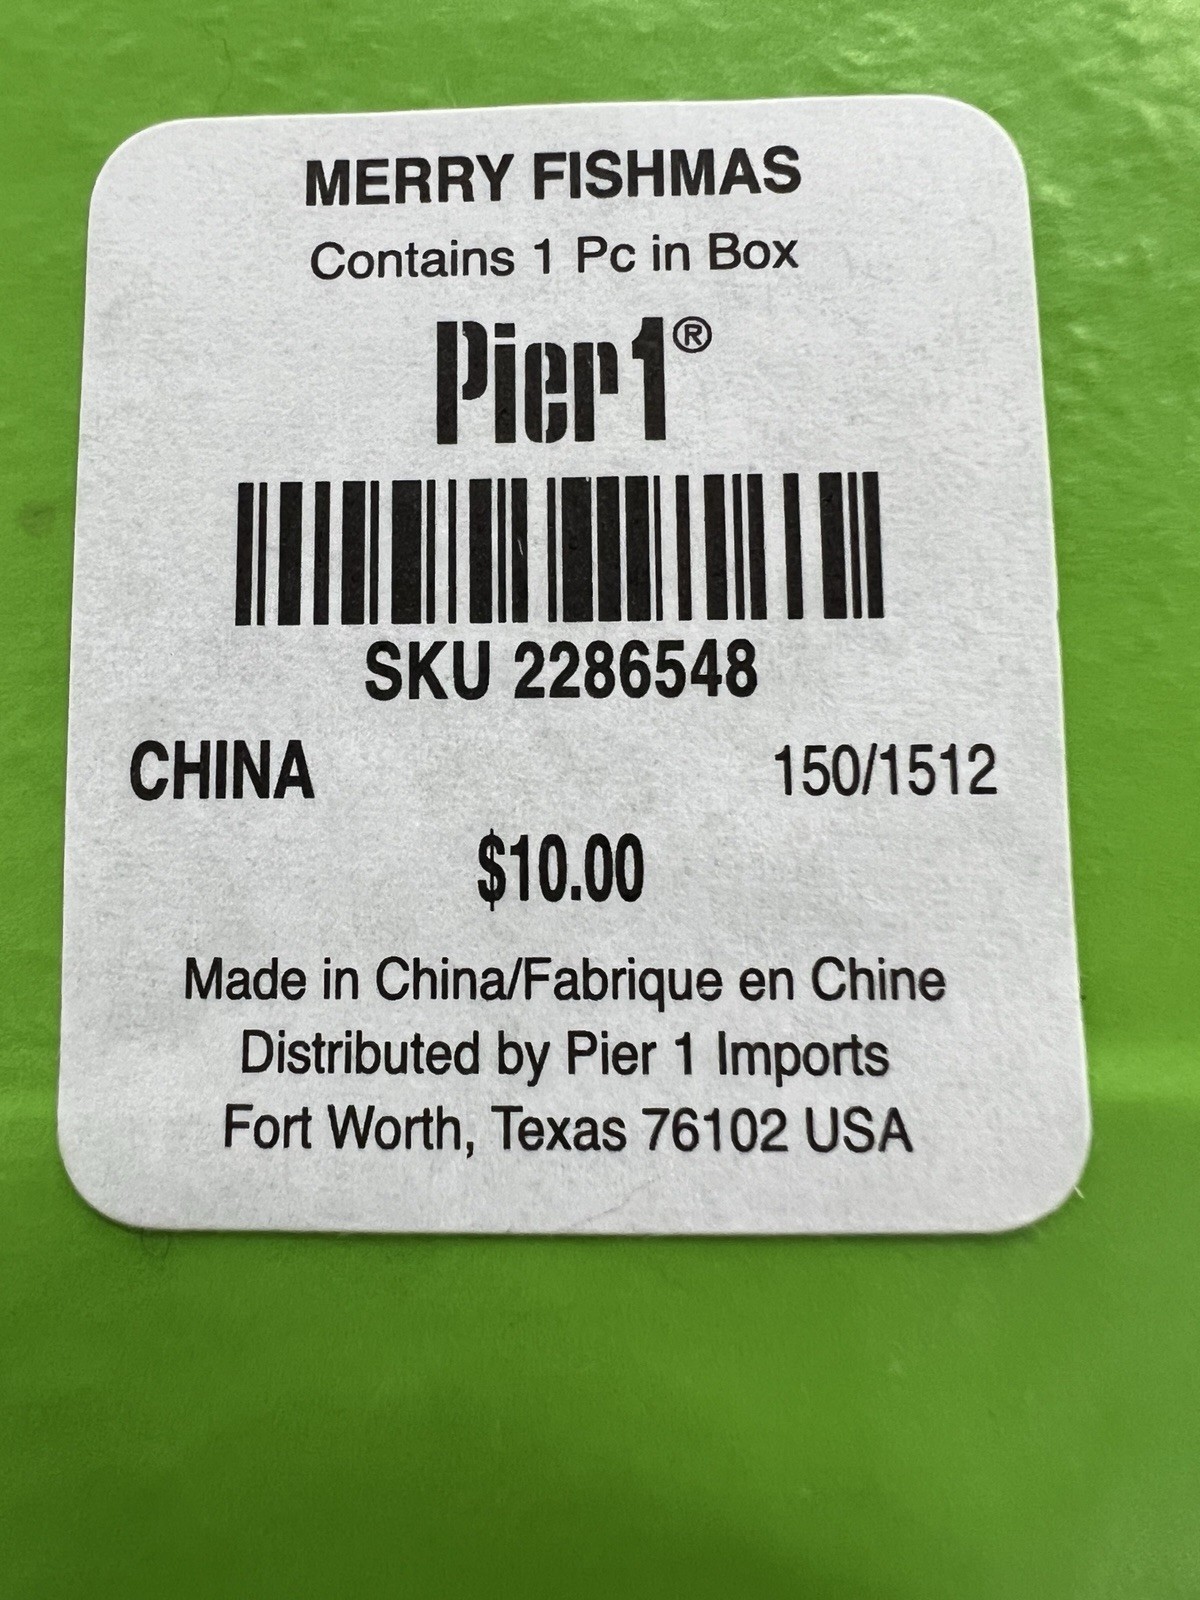 MERRY FISHMAS
Contains 1 Pc in Box
Pier1®
SKU 2286548
CHINA 150/1512
$10.00
Made in China/Fabrique en Chine
Distributed by Pier 1 Imports
Fort Worth, Texas 76102 USA